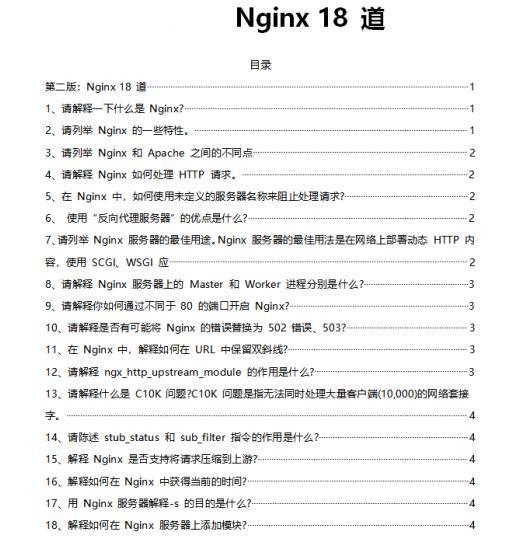 Nginx 18 道
目录
第二版：Nginx 18 道 1
1、请解释一下什么是 Nginx? 1
2、请列举 Nginx 的一些特性。 1
3、请列举 Nginx 和 Apache 之间的不同点 2
4、请解释 Nginx 如何处理 HTTP 请求。 2
5、在 Nginx 中，如何使用未定义的服务器名称来阻止处理请求? 2
6、 使用“反向代理服务器”的优点是什么? 2
7、请列举 Nginx 服务器的最佳用途。Nginx 服务器的最佳用法是在网络上部署动态 HTTP 内
容，使用 SCGI、WSGI 应 2
8、请解释 Nginx 服务器上的 Master 和 Worker 进程分别是什么? 3
9、请解释你如何通过不同于 80 的端口开启 Nginx? 3
10、请解释是否有可能将 Nginx 的错误替换为 502 错误、503? 3
11、在 Nginx 中，解释如何在 URL 中保留双斜线? 3
12、请解释 ngx_http_upstream_module 的作用是什么? 3
13、请解释什么是 C10K 问题?C10K 问题是指无法同时处理大量客户端(10,000)的网络套接
字。 4
14、请陈述 stub_status 和 sub_filter 指令的作用是什么? 4
15、解释 Nginx 是否支持将请求压缩到上游? 4
16、解释如何在 Nginx 中获得当前的时间? 4
17、用 Nginx 服务器解释-s 的目的是什么? 4
18、解释如何在 Nginx 服务器上添加模块? 4